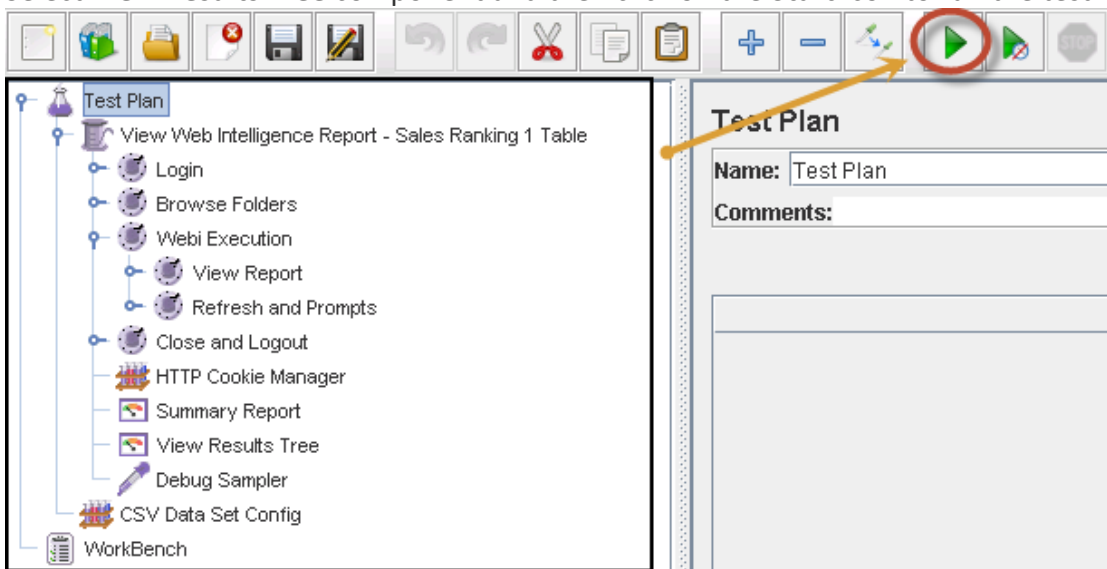 STOP
Test Plan
View Web Intelligence Report - Sales Ranking 1 Table
Login
Browse Folders
Webi Execution
View Report
Refresh and Prompts
Close and Logout
HTTP Cookie Manager
Summary Report
View Results Tree
Debug Sampler
CSV Data Set Config
WorkBench
Test Plan
Name: Test Plan
Comments: